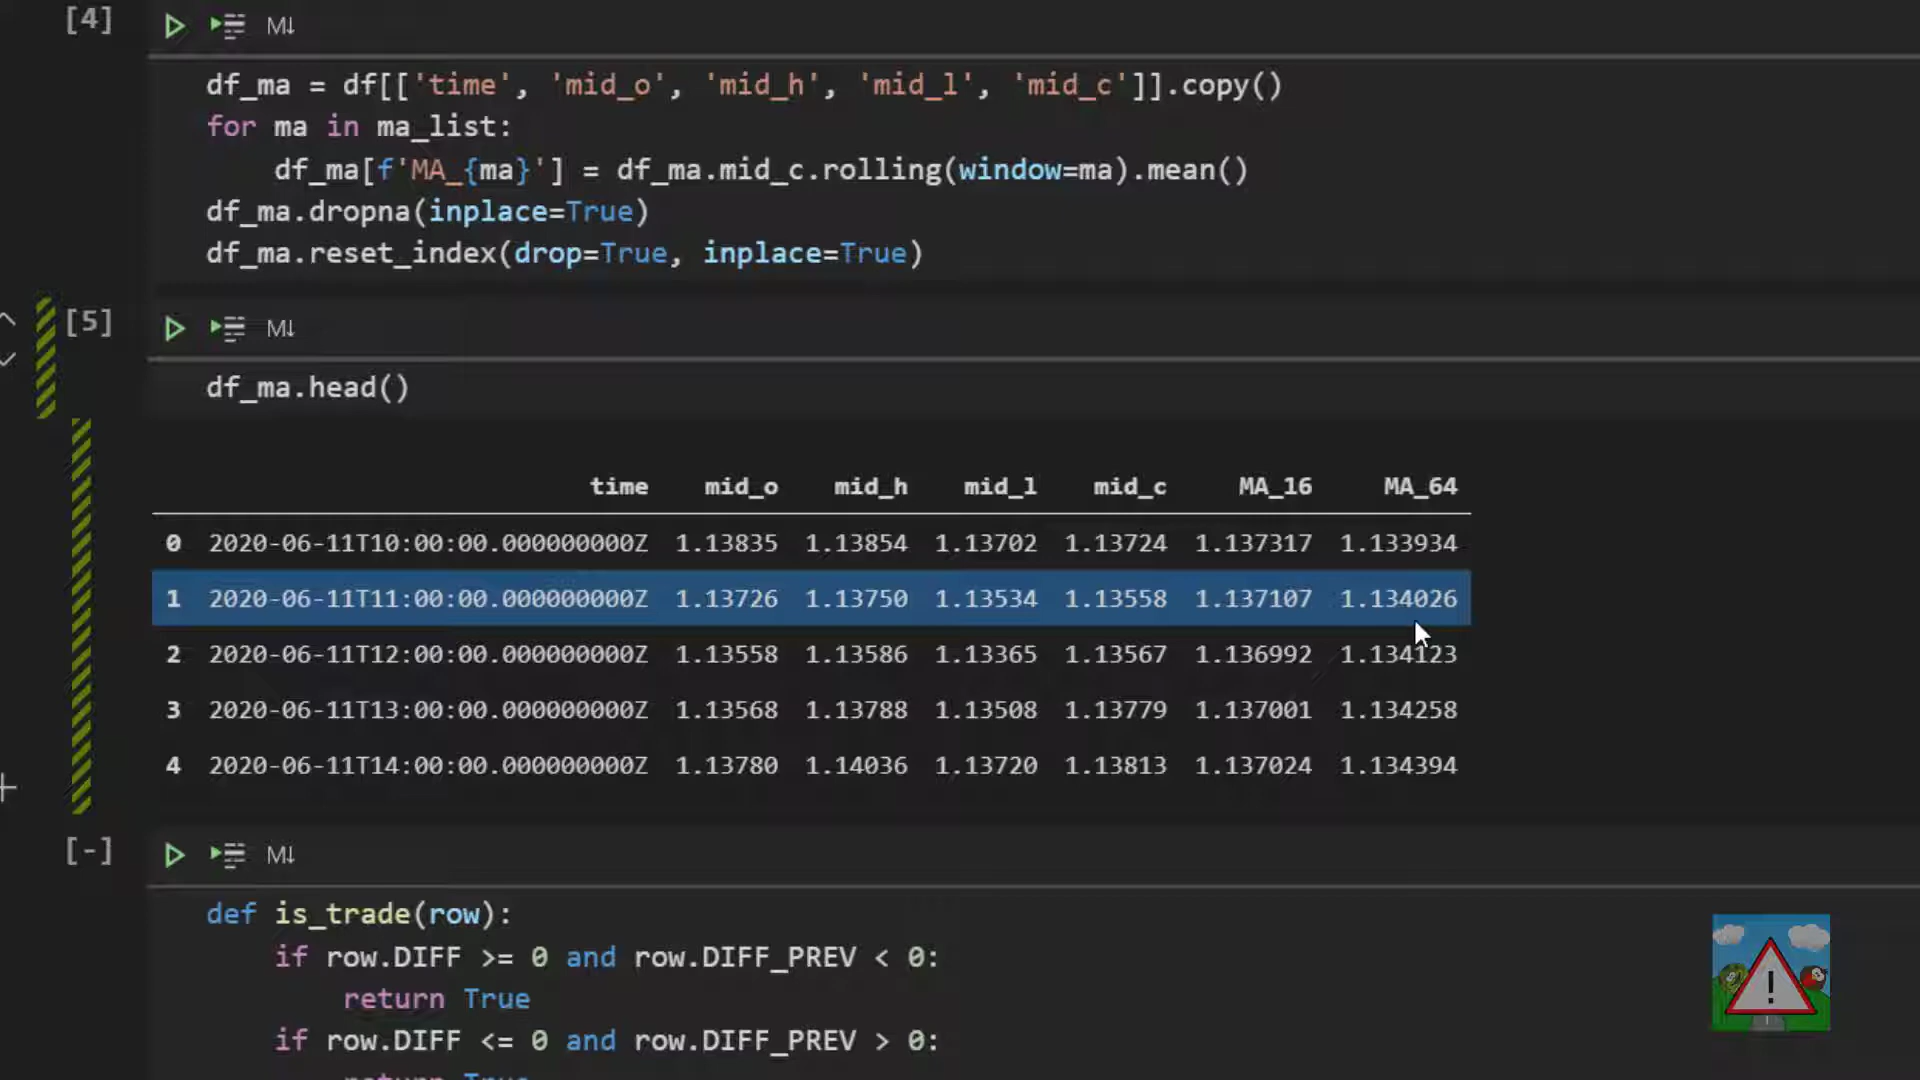 [4] M↓
df_ma = df[['time', 'mid_o', 'mid_h', 'mid_l', 'mid_c']].copy()
for ma in ma_list:
    df_ma[f'MA_{ma}'] = df_ma.mid_c.rolling(window=ma).mean()
df_ma.dropna(inplace=True)
df_ma.reset_index(drop=True, inplace=True)
[5] M↓
df_ma.head()
time mid_o mid_h mid_l mid_c MA_16 MA_64
0 2020-06-11T10:00:00.000000000Z 1.13835 1.13854 1.13702 1.13724 1.137317 1.133934
1 2020-06-11T11:00:00.000000000Z 1.13726 1.13750 1.13534 1.13558 1.137107 1.134026
2 2020-06-11T12:00:00.000000000Z 1.13558 1.13586 1.13365 1.13567 1.136992 1.134123
3 2020-06-11T13:00:00.000000000Z 1.13568 1.13788 1.13508 1.13779 1.137001 1.134258
4 2020-06-11T14:00:00.000000000Z 1.13780 1.14036 1.13720 1.13813 1.137024 1.134394
[-] M↓
def is_trade(row):
    if row.DIFF >= 0 and row.DIFF_PREV < 0:
        return True
    if row.DIFF <= 0 and row.DIFF_PREV > 0:
        return True